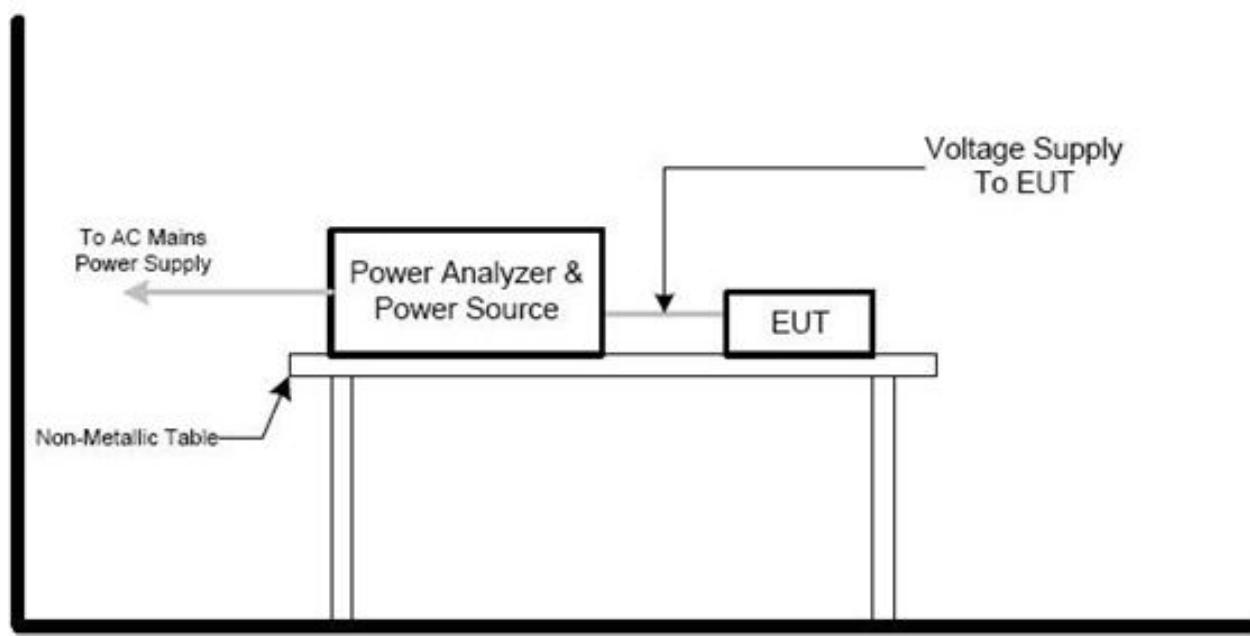 Voltage Supply
To EUT
To AC Mains
Power Supply
Power Analyzer &
Power Source
EUT
Non-Metallic Table